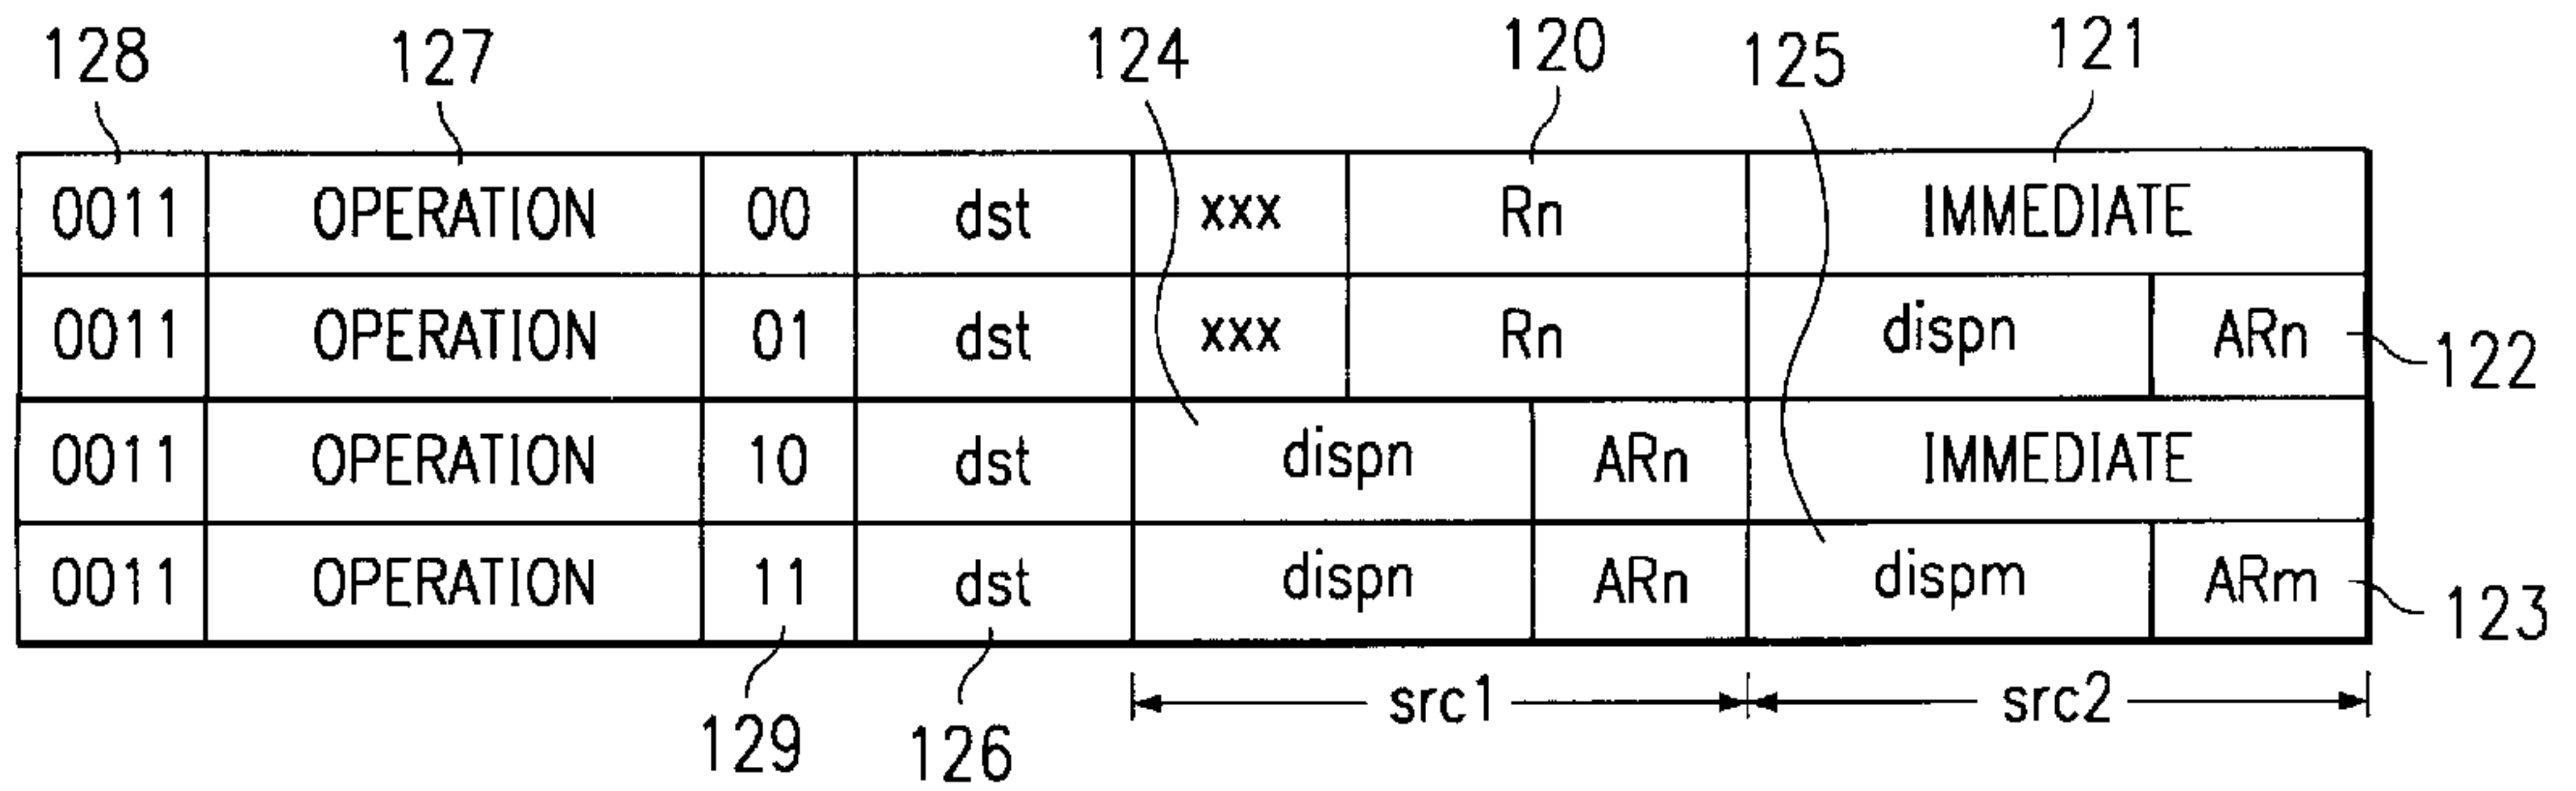 128 127 124 120 125 121
0011 OPERATION 00 dst xxx Rn IMMEDIATE
0011 OPERATION 01 dst xxx Rn dispn ARn 122
0011 OPERATION 10 dst dispn ARn IMMEDIATE
0011 OPERATION 11 dst dispn ARn dispm ARm 123
src1 src2
129 126